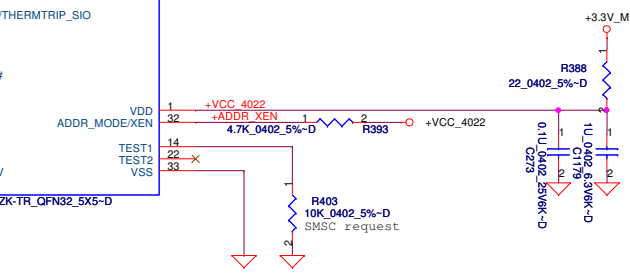 /THERMTRIP_SIO
+3.3V_M
1
R388
22_0402_5%~D
2
VDD
1
+VCC_4022
ADDR_MODE/XEN
32
+ADDR_XEN
1
2
4.7K_0402_5%~D
R393
+VCC_4022
TEST1
14
TEST2
22
VSS
33
ZK-TR_QFN32_5X5~D
1
R403
10K_0402_5%~D
SMSC request
2
1
2
C273
0.1U_0402_25V6K~D
1
2
C1179
1U_0402_6.3V6K~D